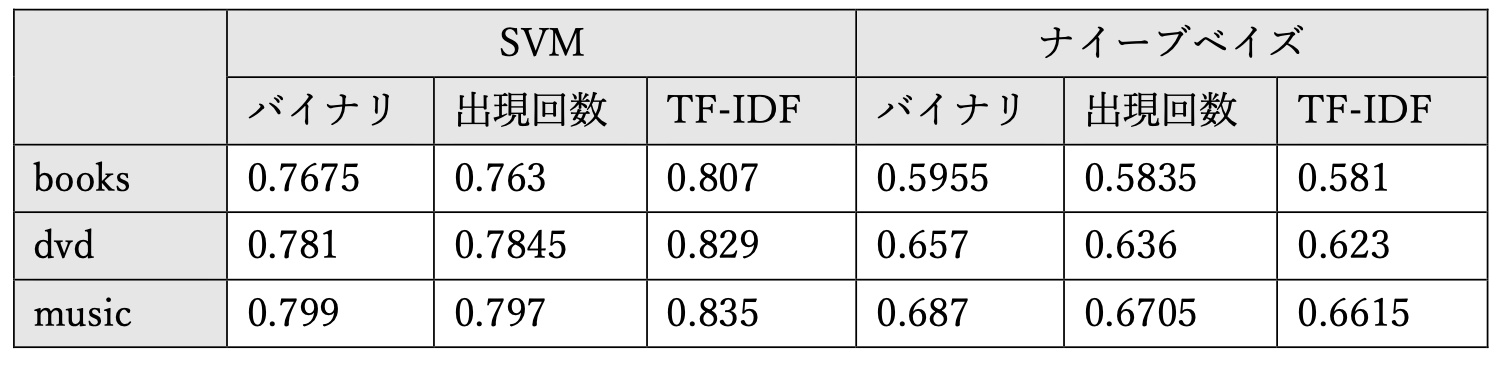 SVM ナイーブベイズ
バイナリ 出現回数 TF-IDF バイナリ 出現回数 TF-IDF
books 0.7675 0.763 0.807 0.5955 0.5835 0.581
dvd 0.781 0.7845 0.829 0.657 0.636 0.623
music 0.799 0.797 0.835 0.687 0.6705 0.6615